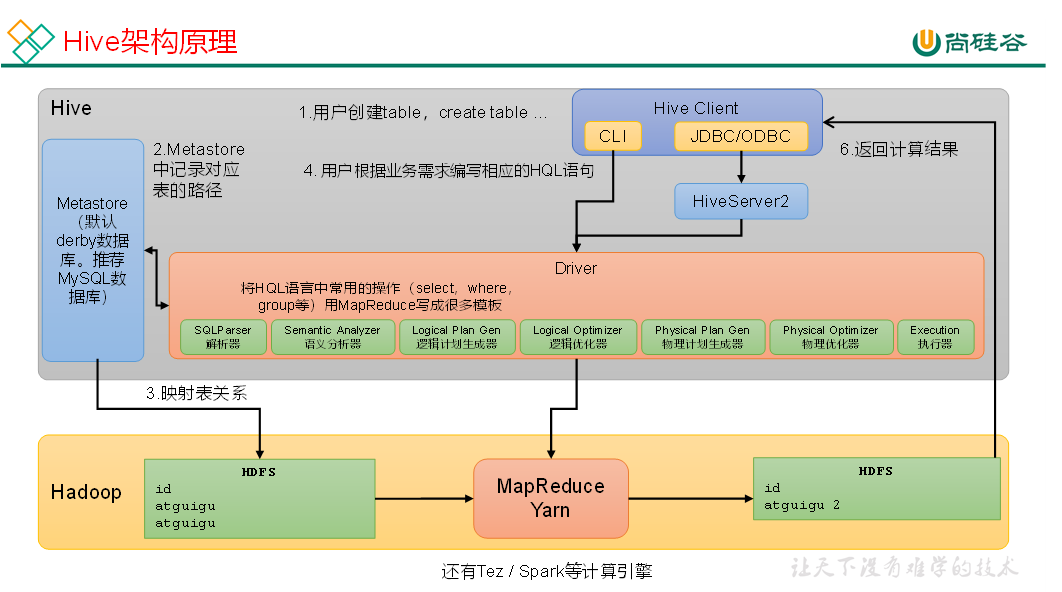 Hive架构原理
尚硅谷
Hive
1.用户创建table，create table ...
Hive Client
CLI
JDBC/ODBC
6.返回计算结果
2.Metastore
中记录对应
表的路径
4. 用户根据业务需求编写相应的HQL语句
HiveServer2
Metastore
（默认
derby数据
库。推荐
MySQL数
据库）
Driver
将HQL语言中常用的操作（select，where，
group等）用MapReduce写成很多模板
SQLParser
解析器
Semantic Analyzer
语义分析器
Logical Plan Gen
逻辑计划生成器
Logical Optimizer
逻辑优化器
Physical Plan Gen
物理计划生成器
Physical Optimizer
物理优化器
Execution
执行器
3.映射表关系
Hadoop
HDFS
id
atguigu
atguigu
MapReduce
Yarn
HDFS
id
atguigu 2
还有Tez / Spark等计算引擎
让天下没有难学的技术